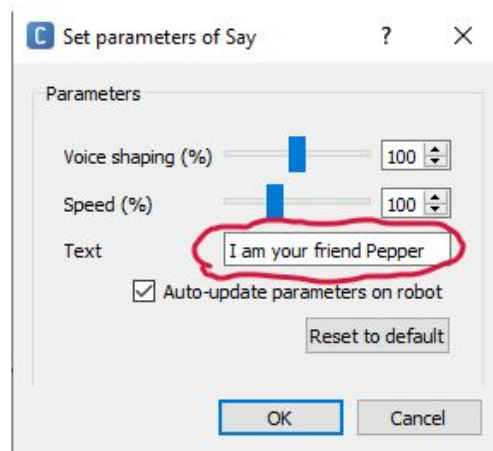 C Set parameters of Say ? ×
Parameters
Voice shaping (%) 100
Speed (%) 100
Text I am your friend Pepper
Auto-update parameters on robot
Reset to default
OK Cancel